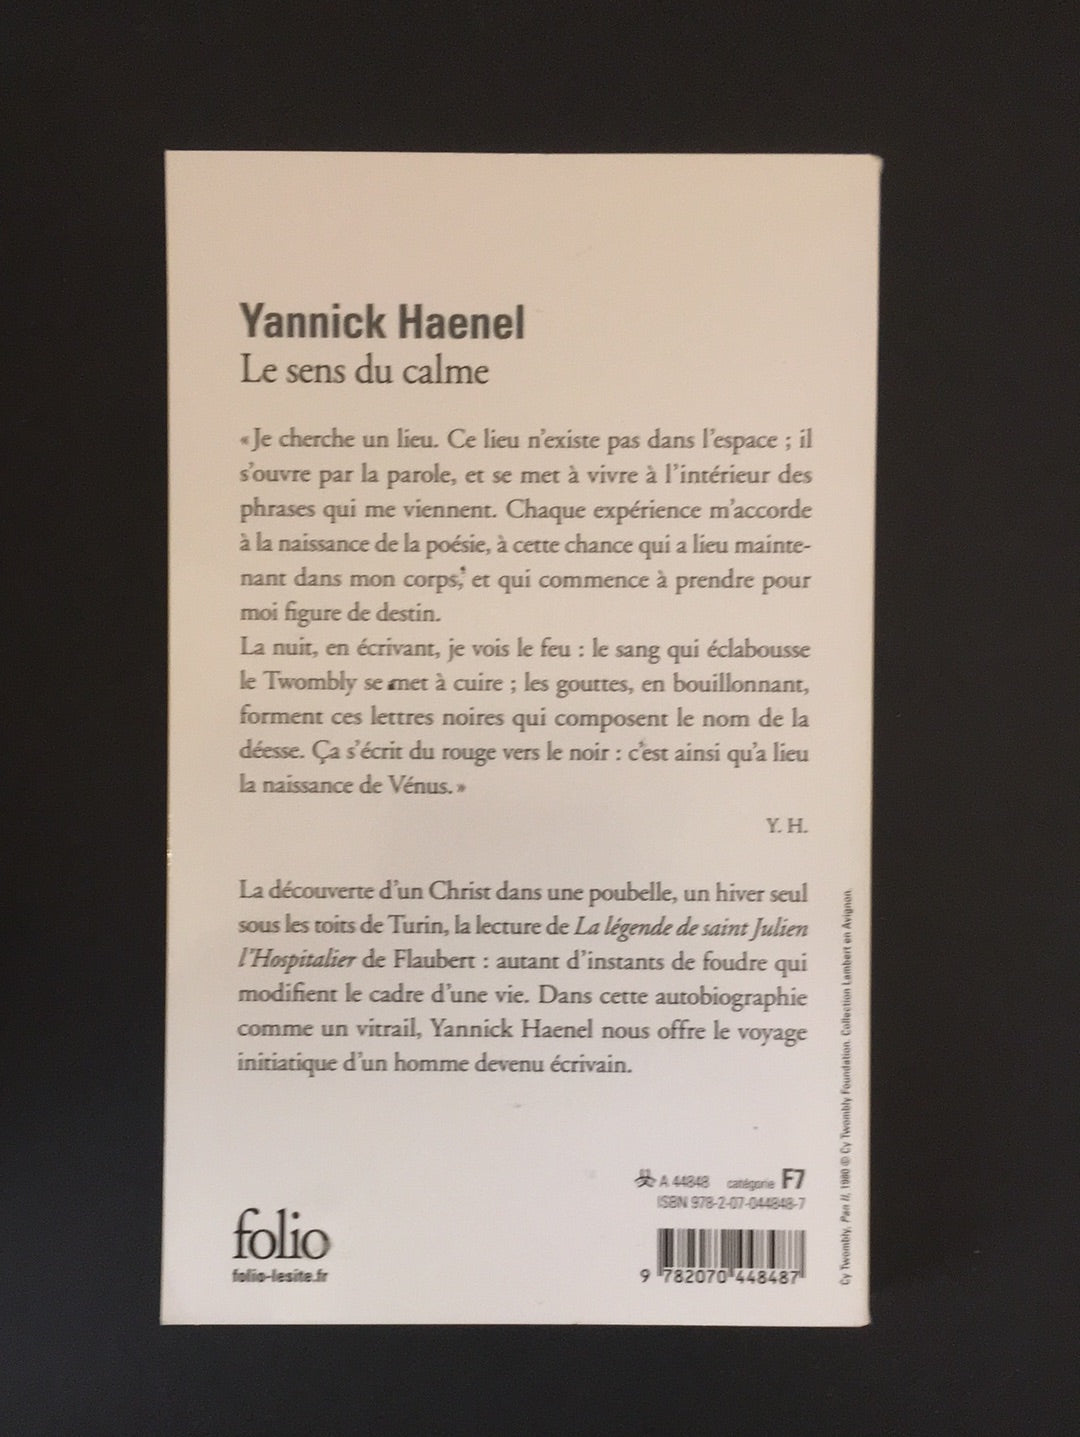 Yannick Haenel
Le sens du calme
« Je cherche un lieu. Ce lieu n'existe pas dans l'espace ; il
s'ouvre par la parole, et se met à vivre à l'intérieur des
phrases qui me viennent. Chaque expérience m'accorde
à la naissance de la poésie, à cette chance qui a lieu mainte-
nant dans mon corps, et qui commence à prendre pour
moi figure de destin.
La nuit, en écrivant, je vois le feu : le sang qui éclabousse
le Twombly se met à cuire ; les gouttes, en bouillonnant,
forment ces lettres noires qui composent le nom de la
déesse. Ça s'écrit du rouge vers le noir : c'est ainsi qu'a lieu
la naissance de Vénus. »
Y. H.
La découverte d'un Christ dans une poubelle, un hiver seul
sous les toits de Turin, la lecture de La légende de saint Julien
l'Hospitalier de Flaubert : autant d'instants de foudre qui
modifient le cadre d'une vie. Dans cette autobiographie
comme un vitrail, Yannick Haenel nous offre le voyage
initiatique d'un homme devenu écrivain.
A 44848 catégorie F7
ISBN 978-2-07-044848-7
folio
folio-lesite.fr
9 782070 448487
Cy Twombly, Pan II, 1980 © Cy Twombly Foundation. Collection Lambert en Avignon.